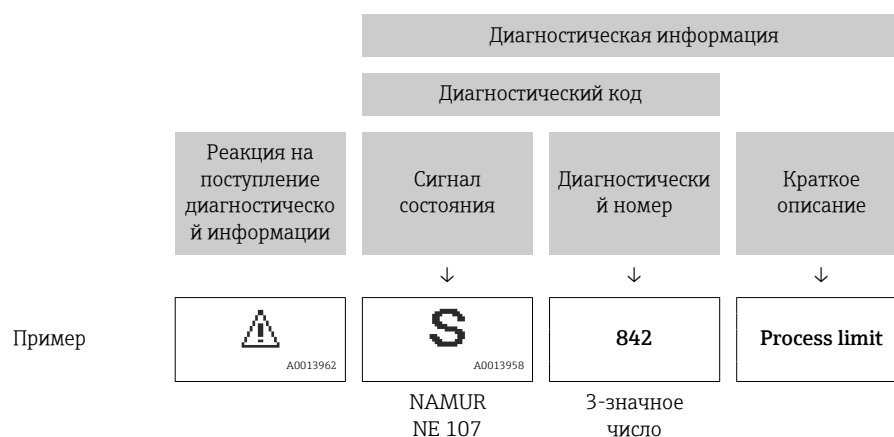 Диагностическая информация
Диагностический код
Реакция на
поступление
диагностическо
й информации
Сигнал
состояния
Диагностически
й номер
Краткое
описание
↓ ↓ ↓
Пример
A0013962
S
A0013958
842
Process limit
NAMUR
NE 107
3-значное
число